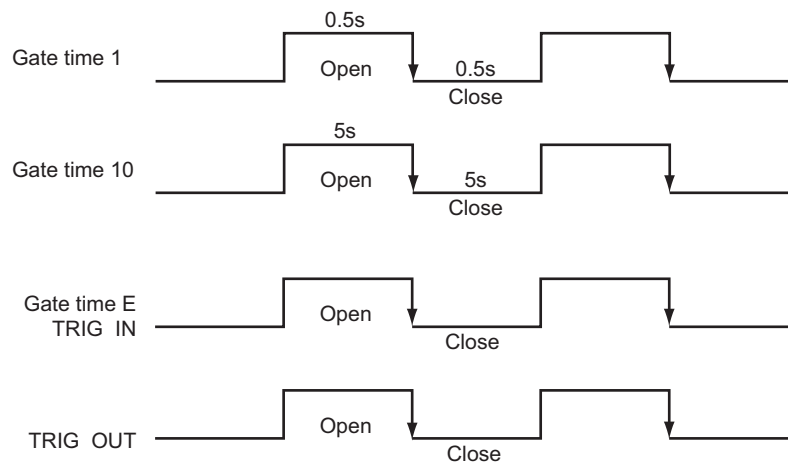 0.5s
Gate time 1
Open
0.5s
Close
5s
Gate time 10
Open
5s
Close
Gate time E
TRIG IN
Open
Close
TRIG OUT
Open
Close